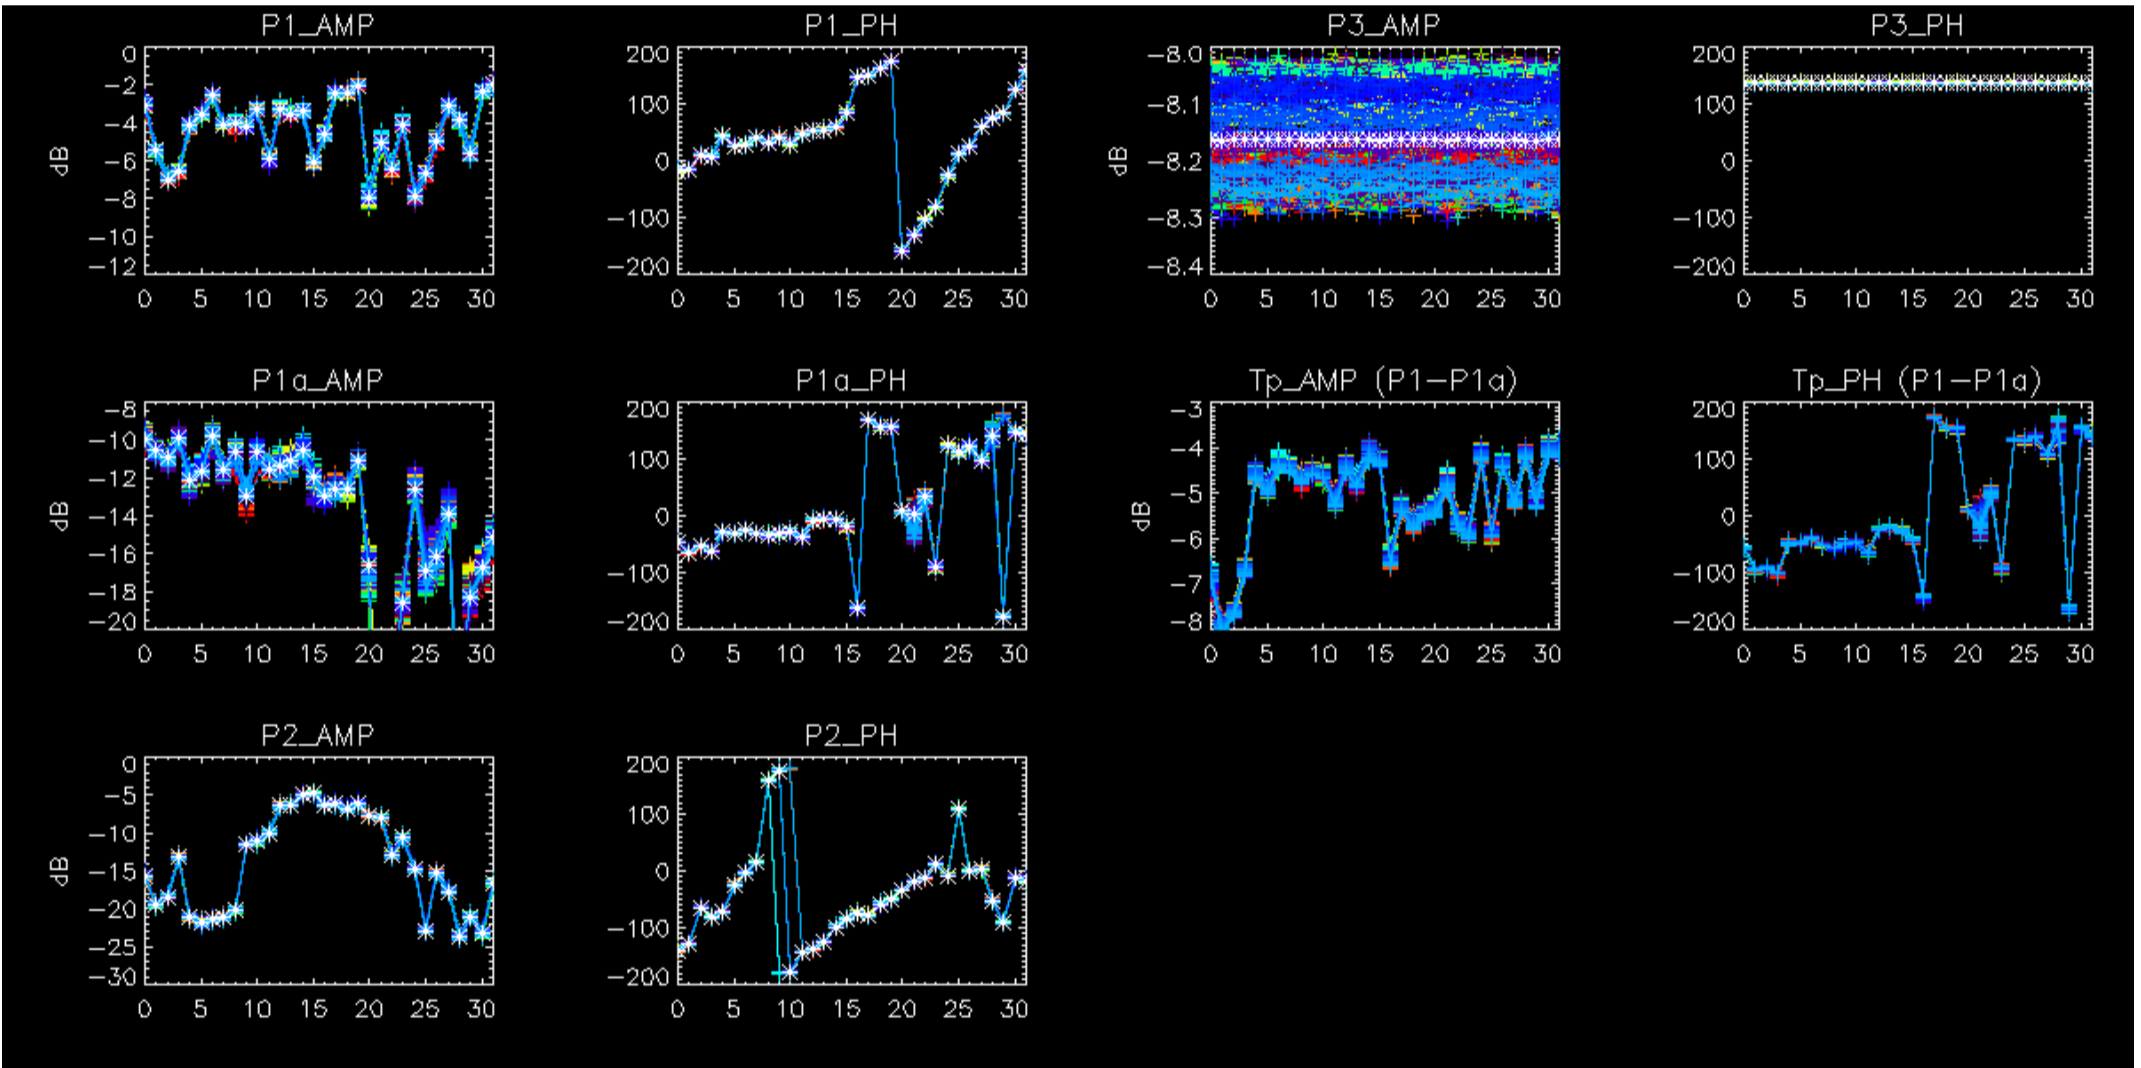 P1_AMP
0
−2
−4
−6
−8
−10
−12
dB
0 5 10 15 20 25 30
P1_PH
200
100
0
−100
−200
0 5 10 15 20 25 30
P3_AMP
−8.0
−8.1
−8.2
−8.3
−8.4
dB
0 5 10 15 20 25 30
P3_PH
200
100
0
−100
−200
0 5 10 15 20 25 30
P1a_AMP
−8
−10
−12
−14
−16
−18
−20
dB
0 5 10 15 20 25 30
P1a_PH
200
100
0
−100
−200
0 5 10 15 20 25 30
Tp_AMP (P1−P1a)
−3
−4
−5
−6
−7
−8
dB
0 5 10 15 20 25 30
Tp_PH (P1−P1a)
200
100
0
−100
−200
0 5 10 15 20 25 30
P2_AMP
0
−5
−10
−15
−20
−25
−30
dB
0 5 10 15 20 25 30
P2_PH
200
100
0
−100
−200
0 5 10 15 20 25 30